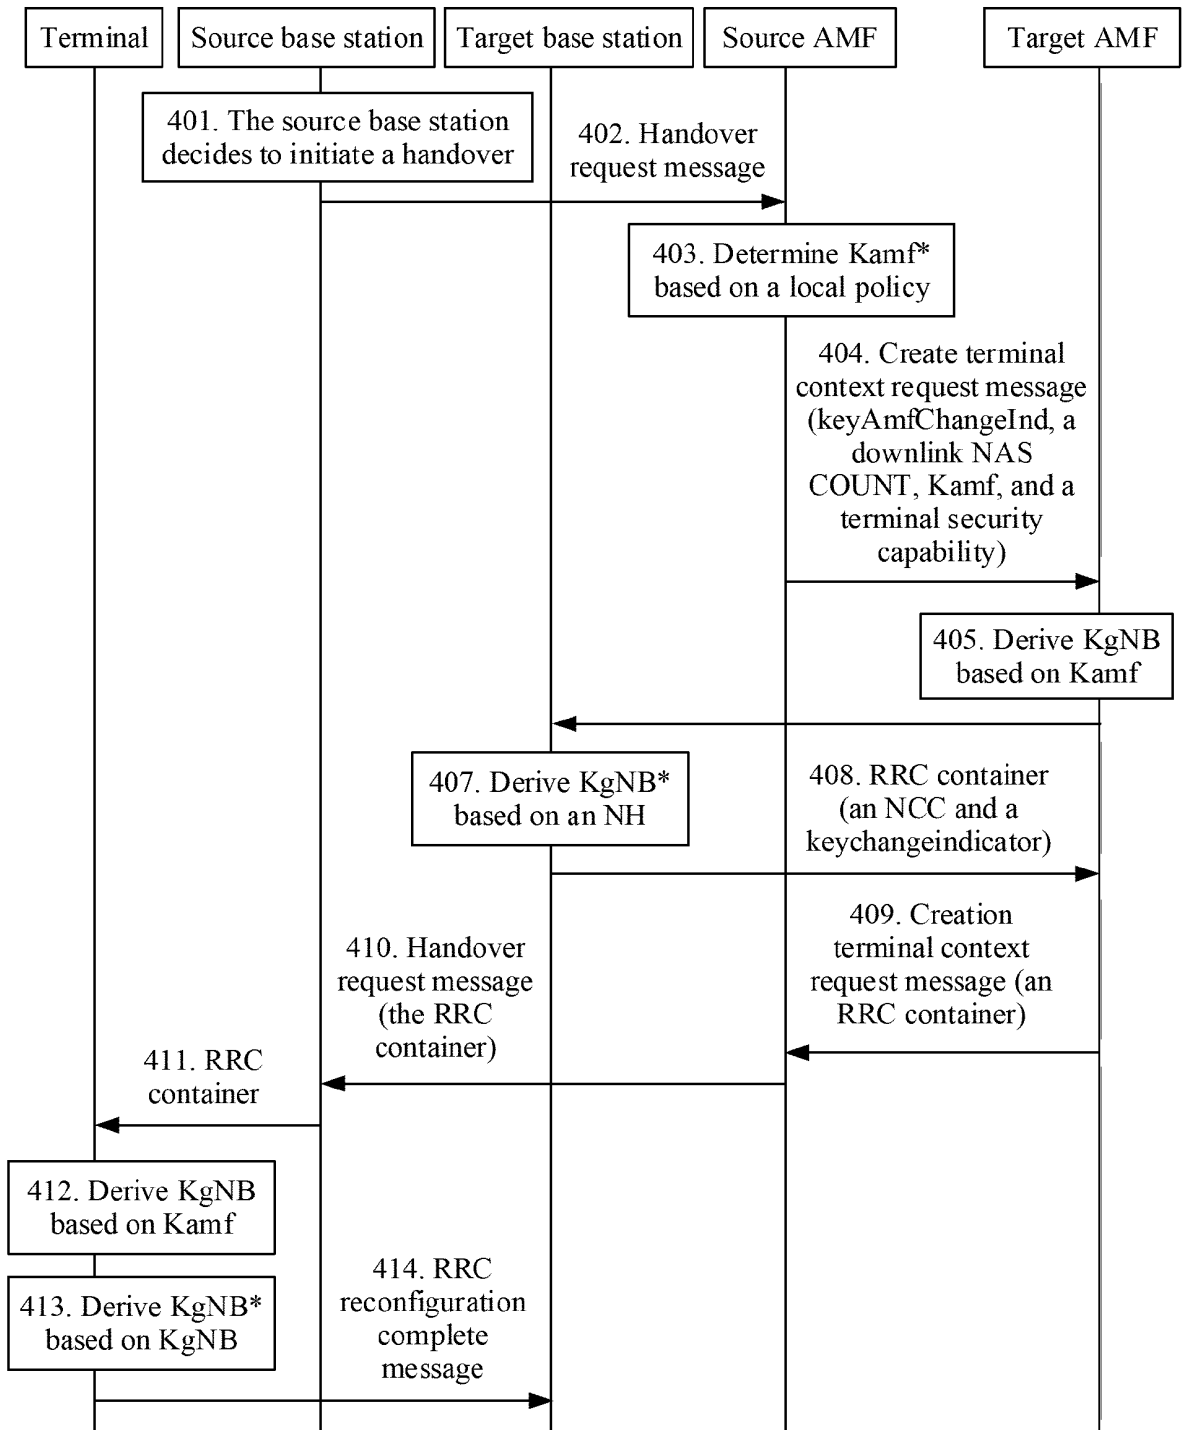 Terminal
Source base station
Target base station
Source AMF
Target AMF
401. The source base station
decides to initiate a handover
402. Handover
request message
403. Determine Kamf*
based on a local policy
404. Create terminal
context request message
(keyAmfChangeInd, a
downlink NAS
COUNT, Kamf, and a
terminal security
capability)
405. Derive KgNB
based on Kamf
407. Derive KgNB*
based on an NH
408. RRC container
(an NCC and a
keychangeindicator)
409. Creation
terminal context
request message (an
RRC container)
410. Handover
request message
(the RRC
container)
411. RRC
container
412. Derive KgNB
based on Kamf
413. Derive KgNB*
based on KgNB
414. RRC
reconfiguration
complete
message